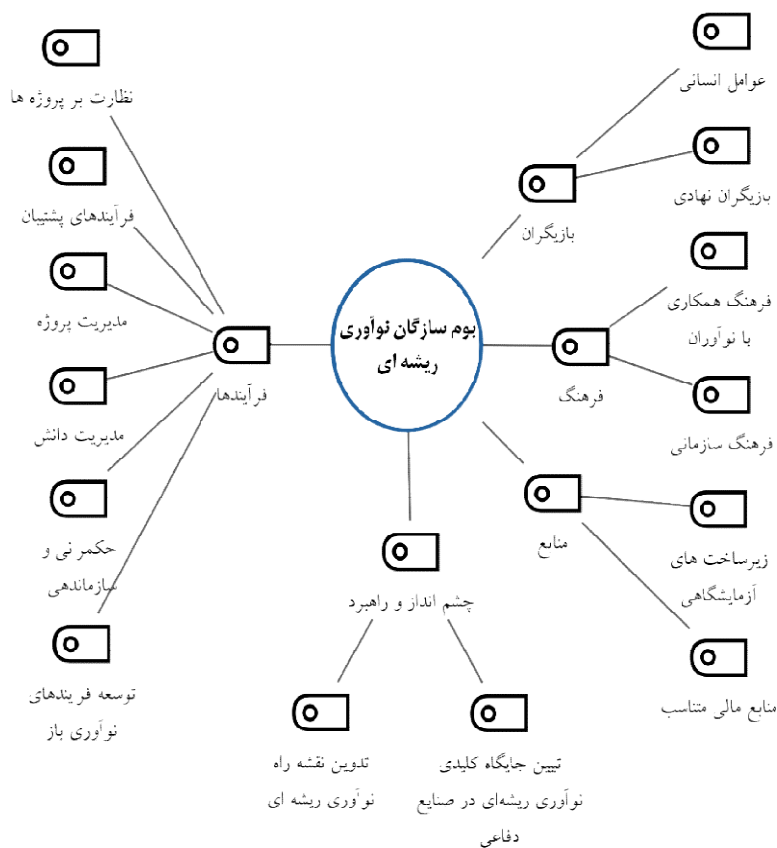 بوم سازگان نوآوری
ریشه ای
بازیگران
عوامل انسانی
بازیگران نهادی
فرهنگ
فرهنگ همکاری
با نوآوران
فرهنگ سازمانی
منابع
زیرساخت های
آزمایشگاهی
منابع مالی متناسب
چشم انداز و راهبرد
تبیین جایگاه کلیدی
نوآوری ریشه‌ای در صنایع
دفاعی
تدوین نقشه راه
نوآوری ریشه ای
فرآیندها
نظارت بر پروژه ها
فرآیندهای پشتیبان
مدیریت پروژه
مدیریت دانش
حکمر نی و
سازماندهی
توسعه فریندهای
نوآوری باز